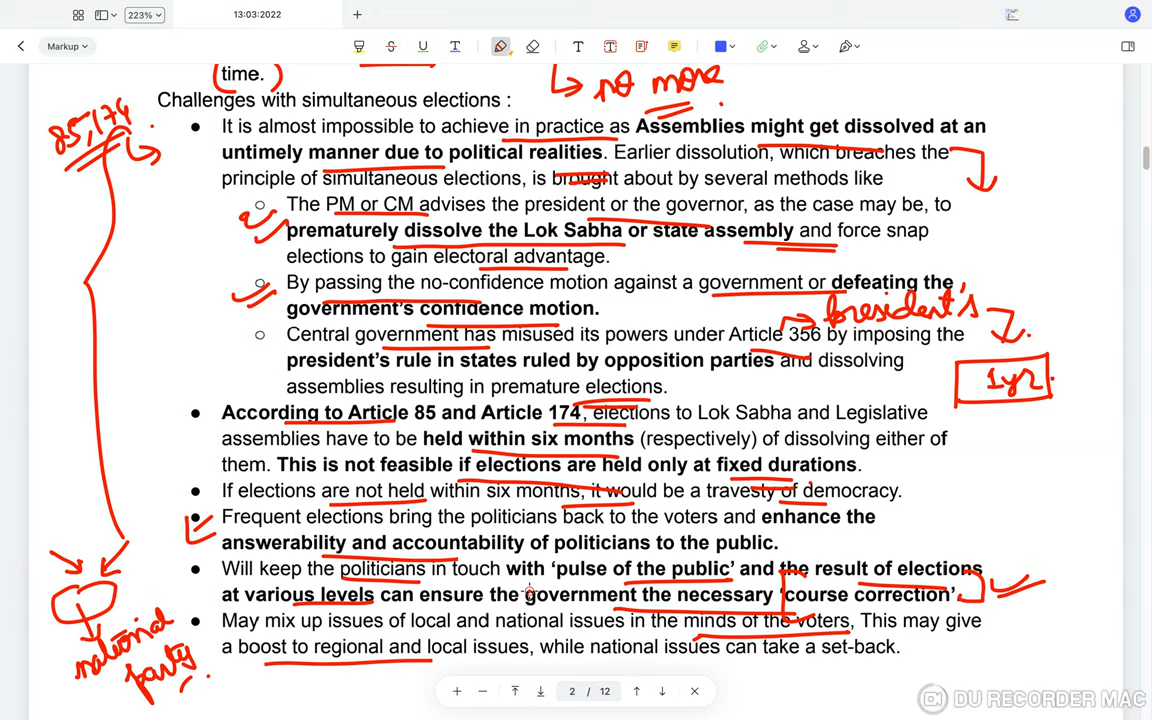 223%
13:03:2022
Markup
T
T
T
time.
no more
85,174
Challenges with simultaneous elections :
● It is almost impossible to achieve in practice as Assemblies might get dissolved at an
untimely manner due to political realities. Earlier dissolution, which breaches the
principle of simultaneous elections, is brought about by several methods like
○ The PM or CM advises the president or the governor, as the case may be, to
prematurely dissolve the Lok Sabha or state assembly and force snap
elections to gain electoral advantage.
○ By passing the no-confidence motion against a government or defeating the
government's confidence motion.
President's
○ Central government has misused its powers under Article 356 by imposing the
president's rule in states ruled by opposition parties and dissolving
assemblies resulting in premature elections.
1yr
● According to Article 85 and Article 174, elections to Lok Sabha and Legislative
assemblies have to be held within six months (respectively) of dissolving either of
them. This is not feasible if elections are held only at fixed durations.
● If elections are not held within six months, it would be a travesty of democracy.
● Frequent elections bring the politicians back to the voters and enhance the
answerability and accountability of politicians to the public.
● Will keep the politicians in touch with ‘pulse of the public’ and the result of elections
at various levels can ensure the government the necessary ‘course correction’.
● May mix up issues of local and national issues in the minds of the voters, This may give
a boost to regional and local issues, while national issues can take a set-back.
national
party
2 / 12
DU RECORDER MAC